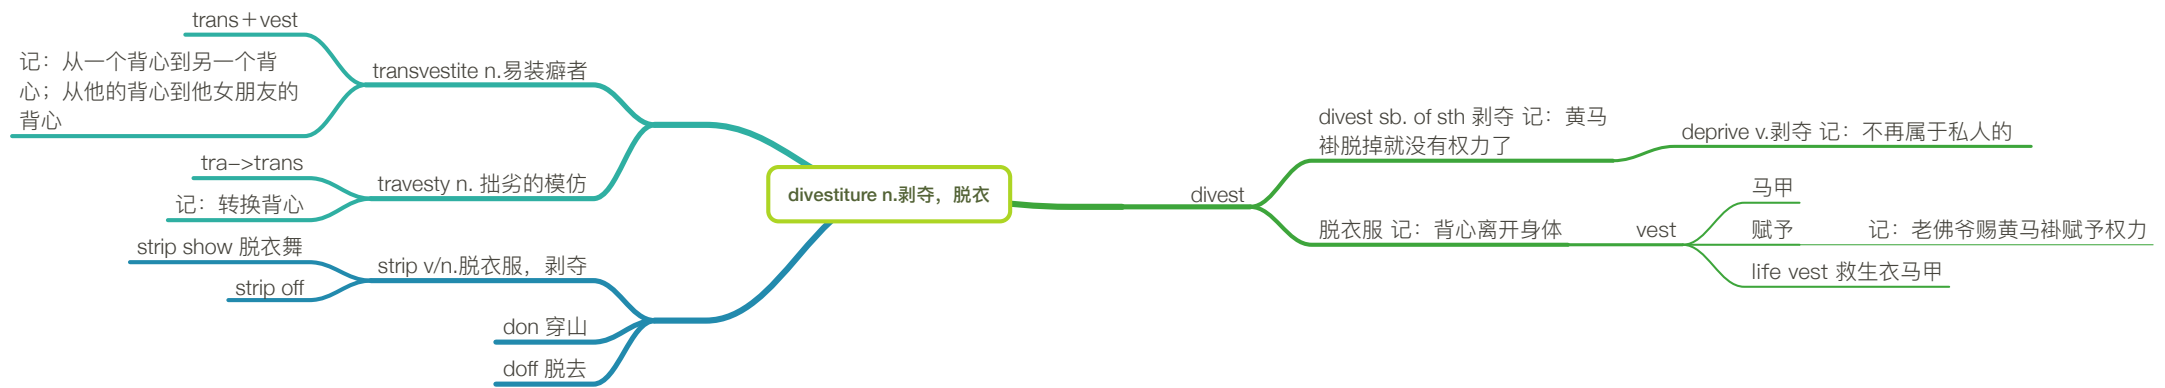 trans＋vest
记：从一个背心到另一个背
心；从他的背心到他女朋友的
背心
transvestite n.易装癖者
tra->trans
记：转换背心
travesty n. 拙劣的模仿
strip show 脱衣舞
strip off
strip v/n.脱衣服，剥夺
don 穿山
doff 脱去
divestiture n.剥夺，脱衣
divest
divest sb. of sth 剥夺 记：黄马
褂脱掉就没有权力了
deprive v.剥夺 记：不再属于私人的
脱衣服 记：背心离开身体
vest
马甲
赋予
记：老佛爷赐黄马褂赋予权力
life vest 救生衣马甲